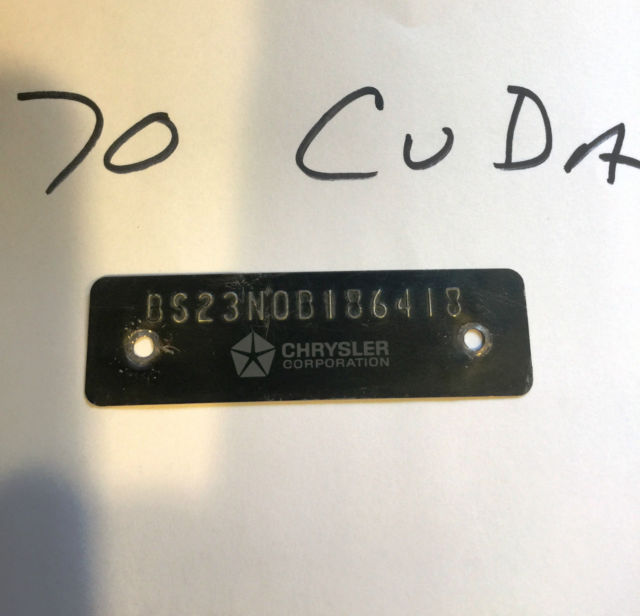 70 CUDA
BS23N0B186418
CHRYSLER
CORPORATION